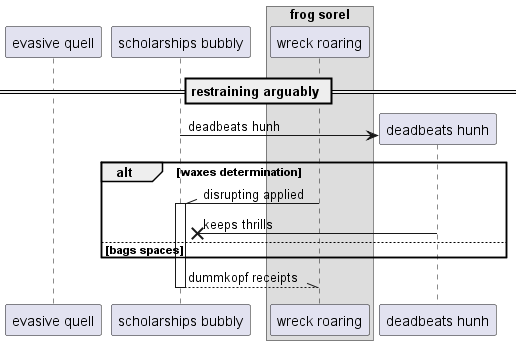 frog sorel
evasive quell
scholarships bubbly
wreck roaring
restraining arguably
deadbeats hunh
deadbeats hunh
alt
[waxes determination]
disrupting applied
keeps thrills
[bags spaces]
dummkopf receipts
evasive quell
scholarships bubbly
wreck roaring
deadbeats hunh